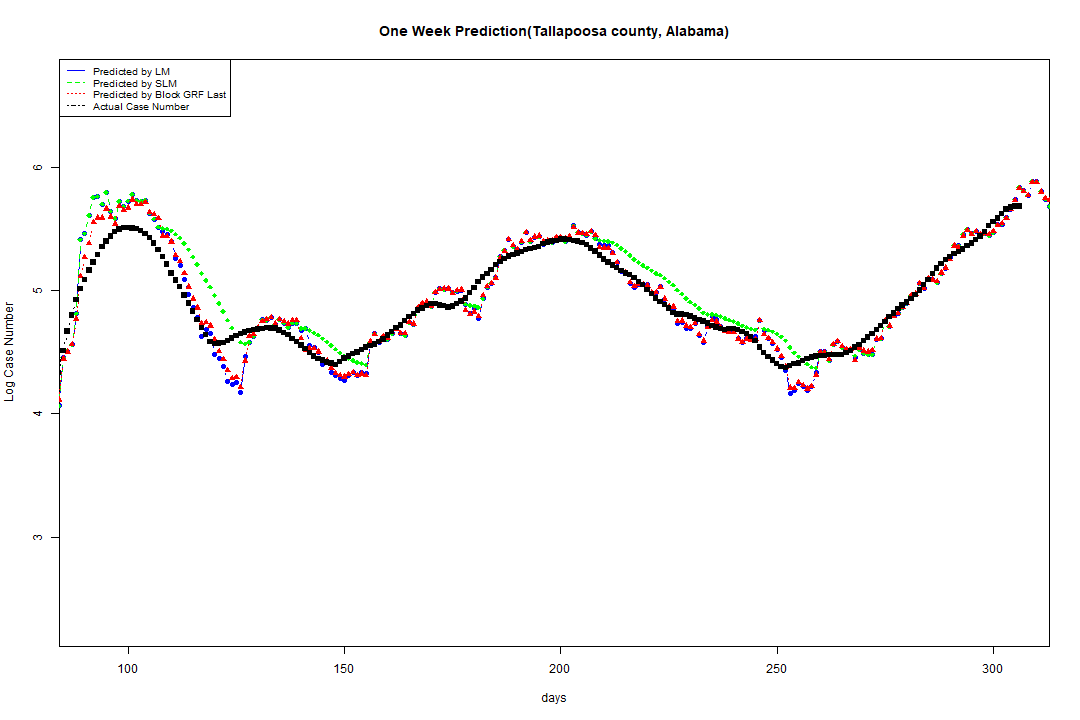 One Week Prediction(Tallapoosa county, Alabama)
Predicted by LM
Predicted by SLM
Predicted by Block GRF Last
Actual Case Number
6
5
4
3
Log Case Number
100 150 200 250 300
days